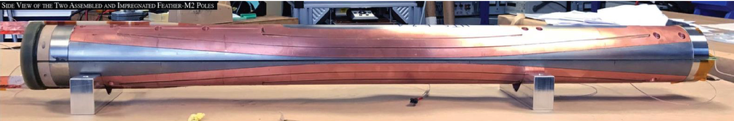 Side View of the Two Assembled and Impregnated Feather-M2 Poles